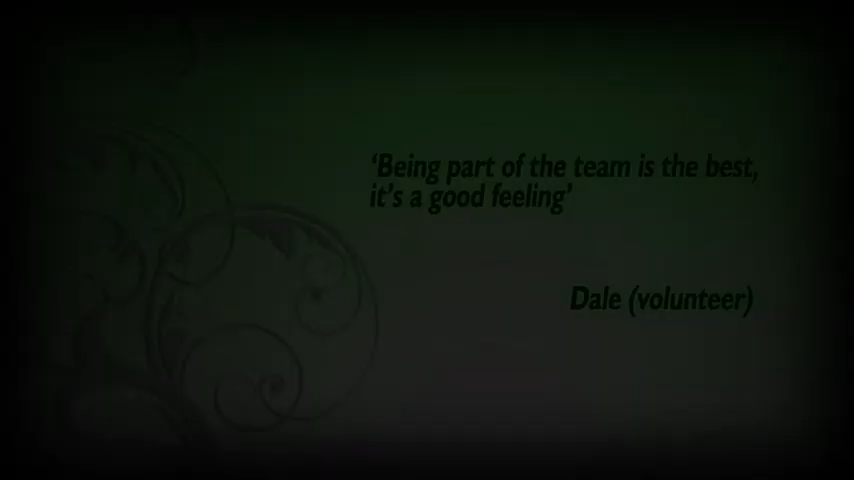 ‘Being part of the team is the best,
it’s a good feeling’
Dale (volunteer)